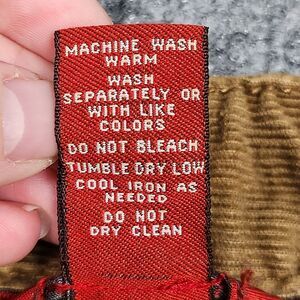 MACHINE WASH
WARM
WASH
SEPARATELY OR
WITH LIKE
COLORS
DO NOT BLEACH
TUMBLE DRY LOW
COOL IRON AS
NEEDED
DO NOT
DRY CLEAN